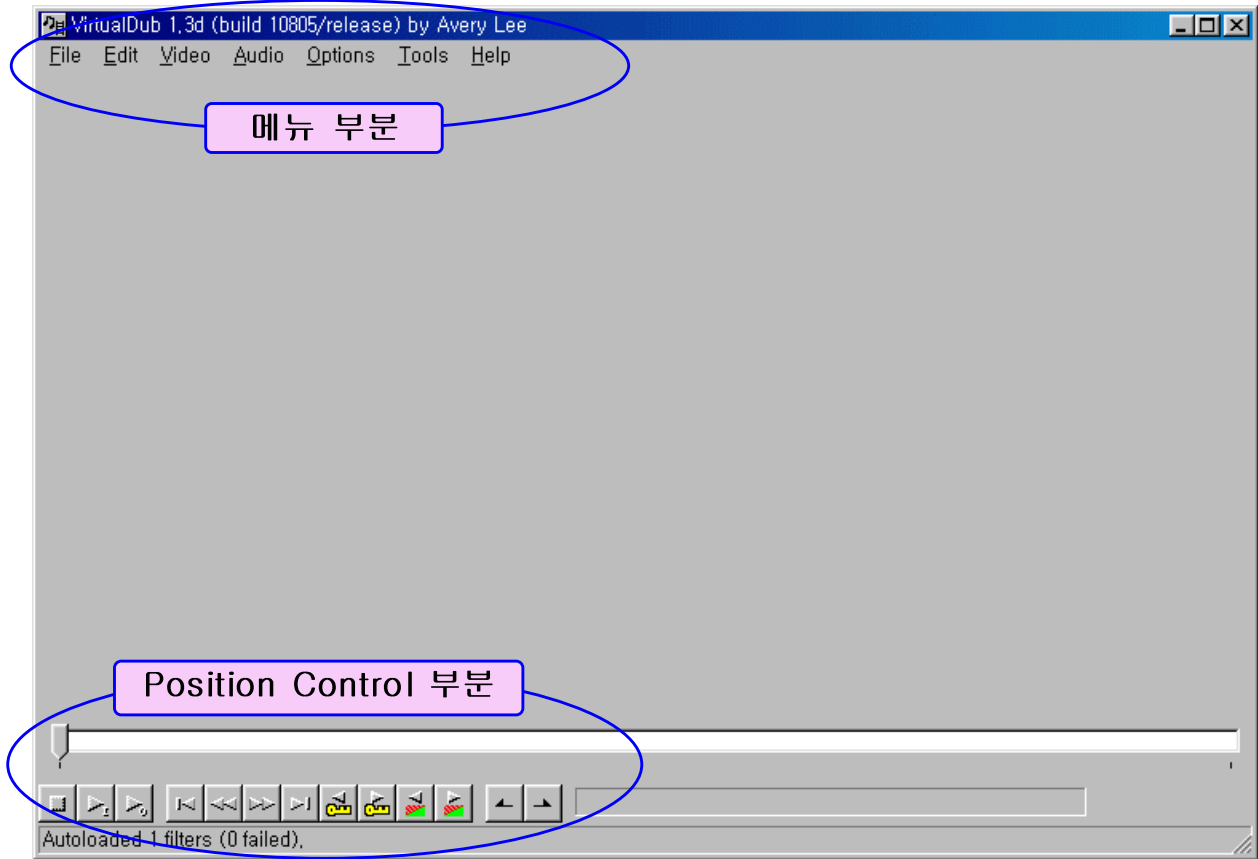 VirtualDub 1.3d (build 10805/release) by Avery Lee
File Edit Video Audio Options Tools Help
메뉴 부분
Position Control 부분
Autoloaded 1 filters (0 failed).